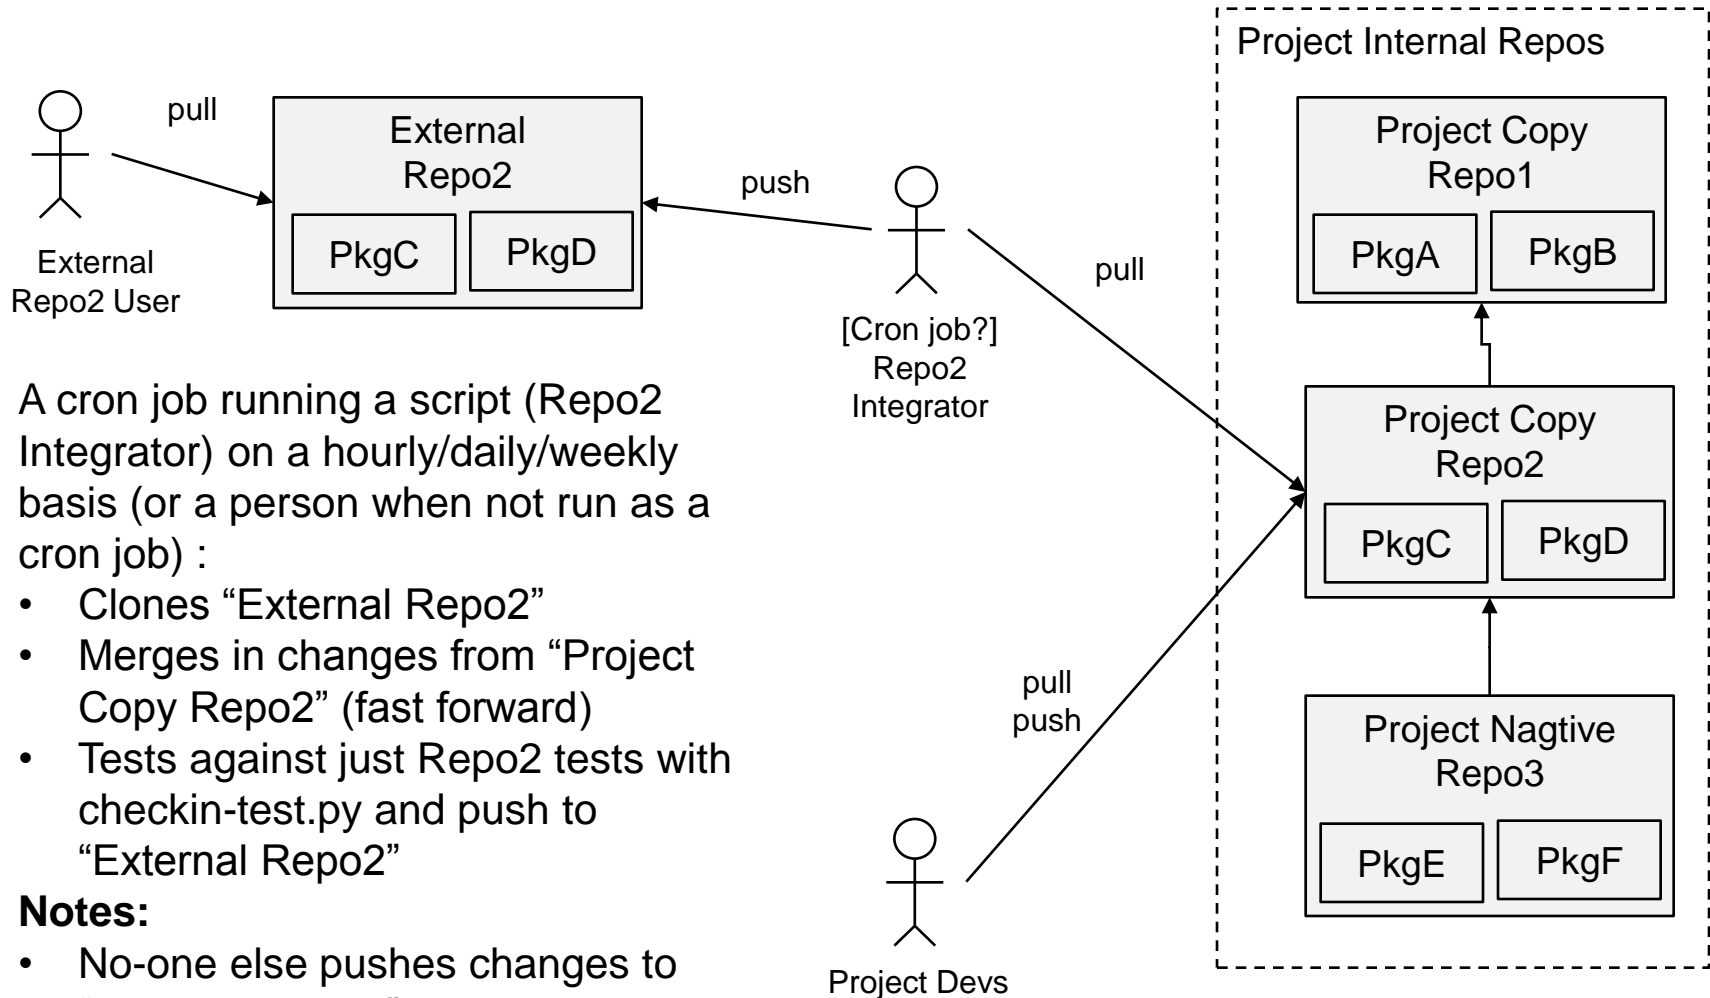 Project Internal Repos
pull
External
Repo2
PkgC
PkgD
External
Repo2 User
push
[Cron job?]
Repo2
Integrator
pull
Project Copy
Repo1
PkgA
PkgB
Project Copy
Repo2
PkgC
PkgD
Project Nagtive
Repo3
PkgE
PkgF
pull
push
Project Devs
A cron job running a script (Repo2
Integrator) on a hourly/daily/weekly
basis (or a person when not run as a
cron job) :
• Clones “External Repo2”
• Merges in changes from “Project
Copy Repo2” (fast forward)
• Tests against just Repo2 tests with
checkin-test.py and push to
“External Repo2”
Notes:
• No-one else pushes changes to